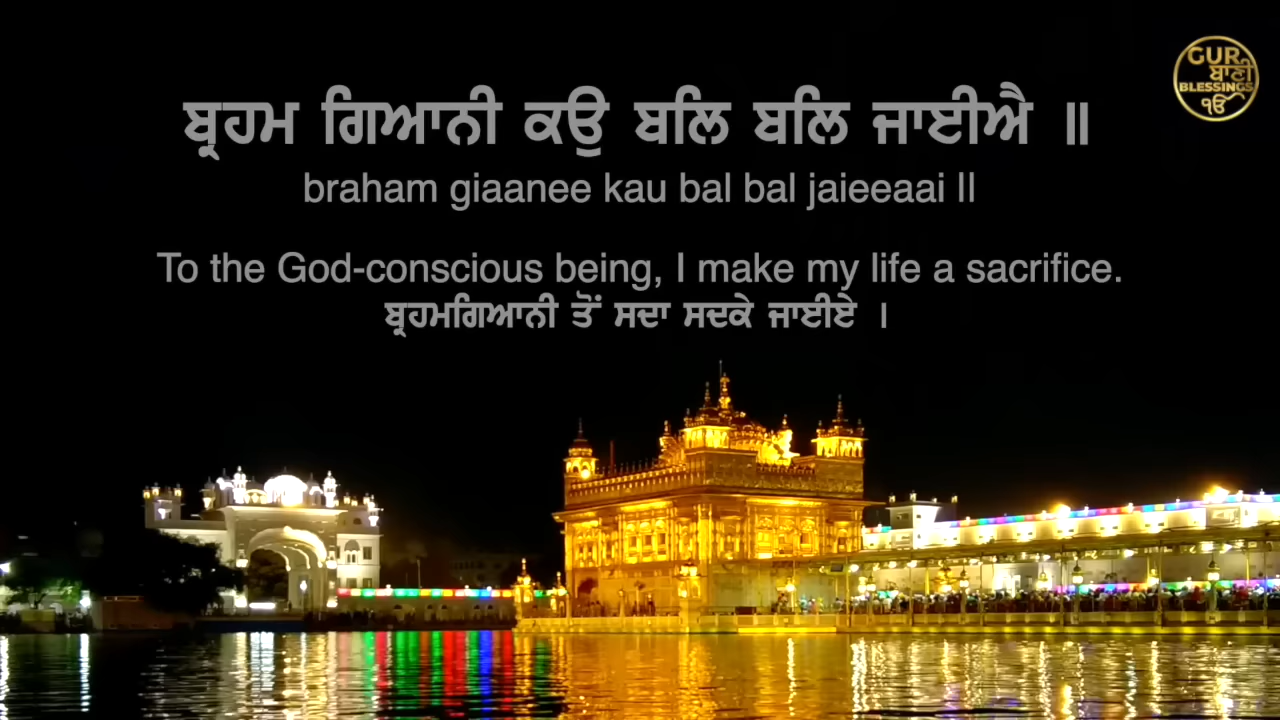 ਬ੍ਰਹਮ ਗਿਆਨੀ ਕਉ ਬਲਿ ਬਲਿ ਜਾਈਐ ॥
braham giaanee kau bal bal jaieeaai ||
To the God-conscious being, I make my life a sacrifice.
ਬ੍ਰਹਮਗਿਆਨੀ ਤੋਂ ਸਦਾ ਸਦਕੇ ਜਾਈਏ ।
GUR
ਬਾਣੀ
BLESSINGS
ੴ